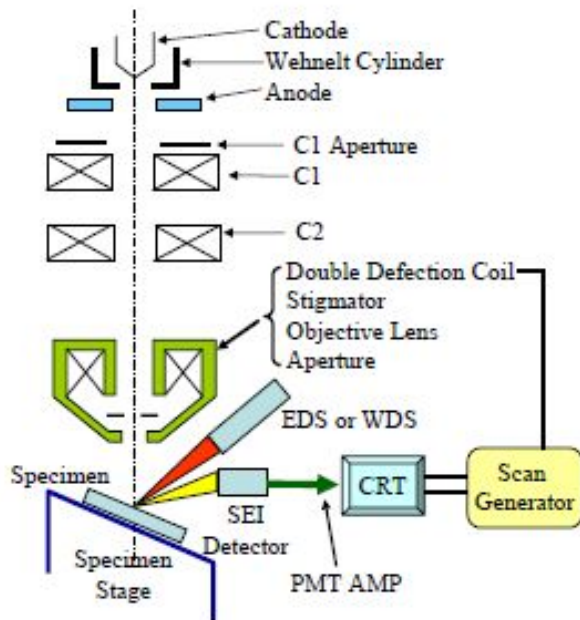 Cathode
Wehnelt Cylinder
Anode
C1 Aperture
C1
C2
Double Defection Coil
Stigmator
Objective Lens
Aperture
EDS or WDS
Specimen
SEI
Detector
CRT
Scan
Generator
Specimen
Stage
PMT AMP